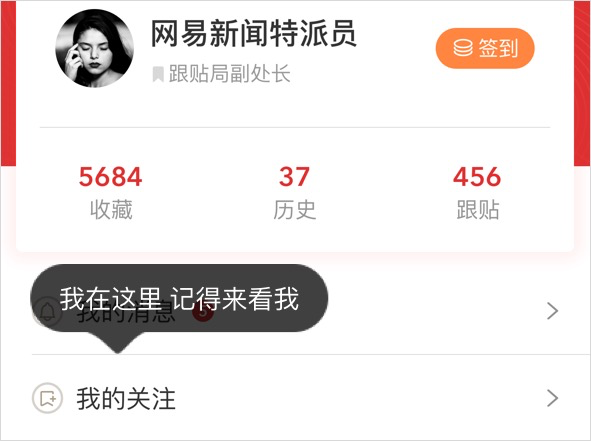 网易新闻特派员
签到
跟贴局副处长
5684
37
456
收藏
历史
跟贴
我在这里 记得来看我
我的消息 5
我的关注